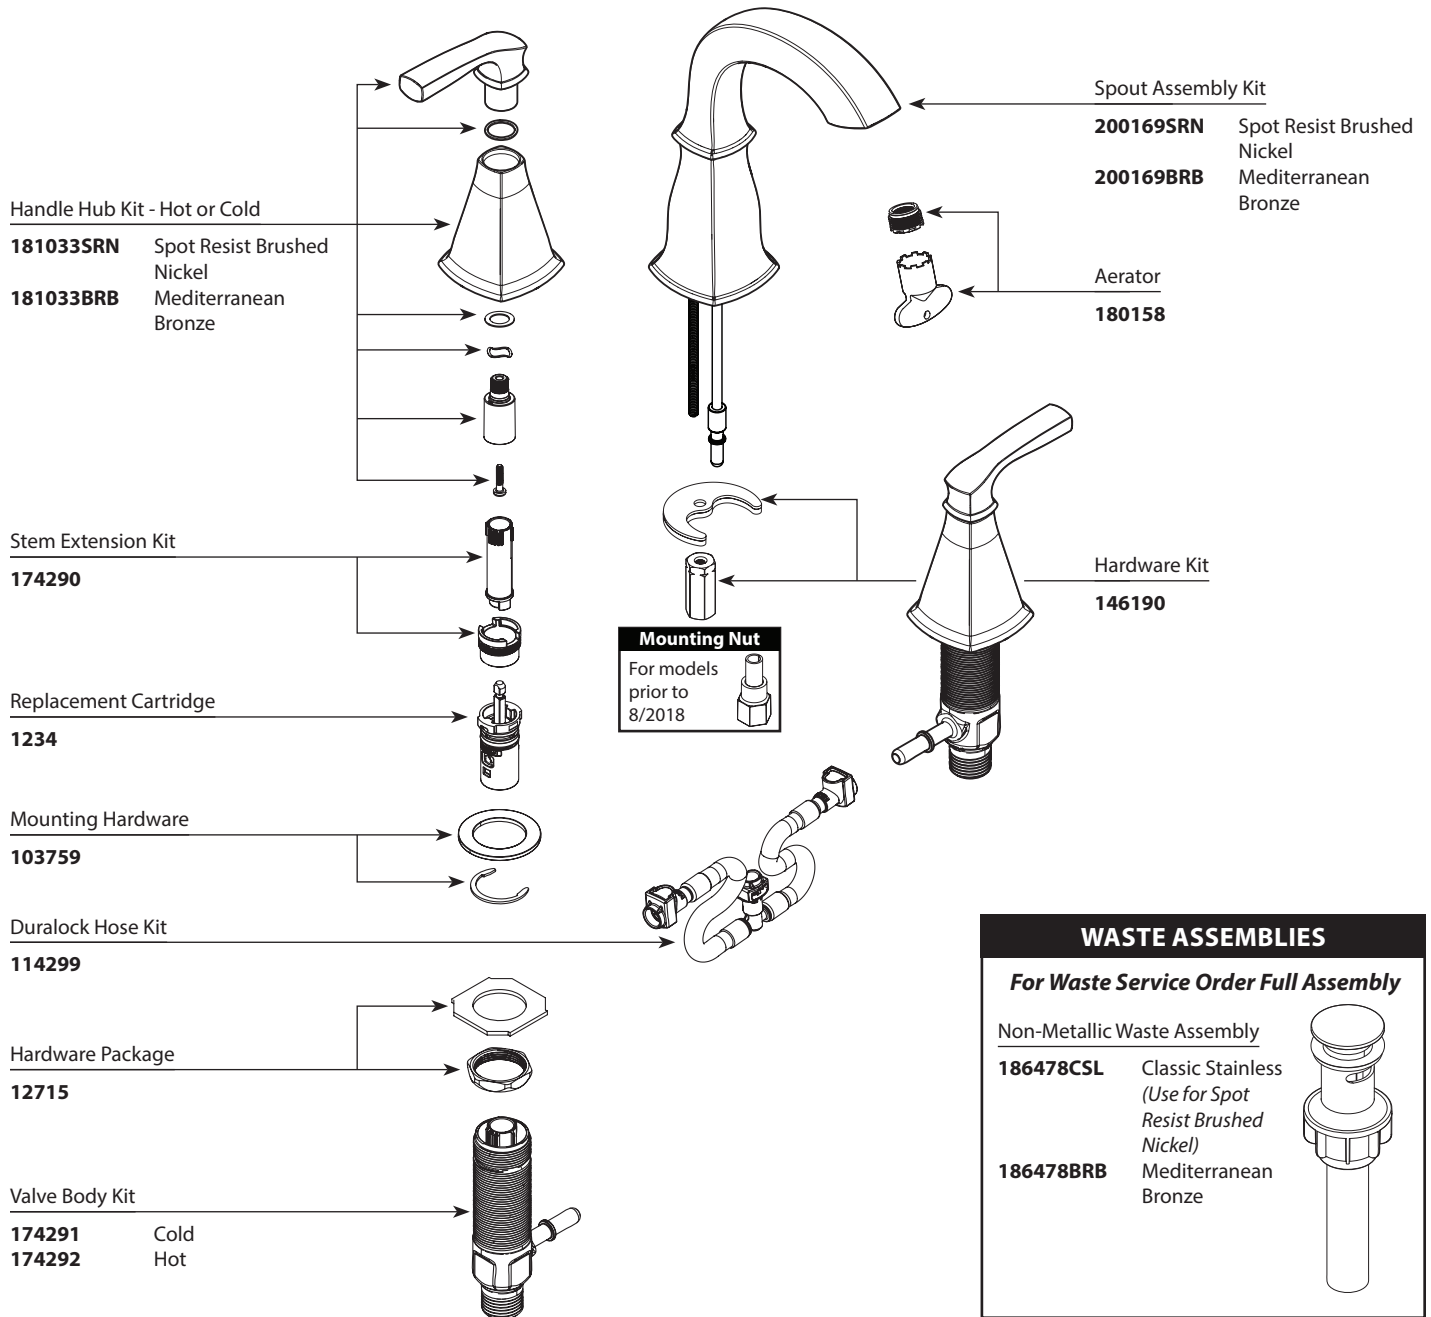 Handle Hub Kit - Hot or Cold
181033SRN Spot Resist Brushed
Nickel
181033BRB Mediterranean
Bronze
Stem Extension Kit
174290
Replacement Cartridge
1234
Mounting Hardware
103759
Duralock Hose Kit
114299
Hardware Package
12715
Valve Body Kit
174291 Cold
174292 Hot
Spout Assembly Kit
200169SRN Spot Resist Brushed
Nickel
200169BRB Mediterranean
Bronze
Aerator
180158
Hardware Kit
146190
Mounting Nut
For models
prior to
8/2018
WASTE ASSEMBLIES
For Waste Service Order Full Assembly
Non-Metallic Waste Assembly
186478CSL Classic Stainless
(Use for Spot
Resist Brushed
Nickel)
186478BRB Mediterranean
Bronze